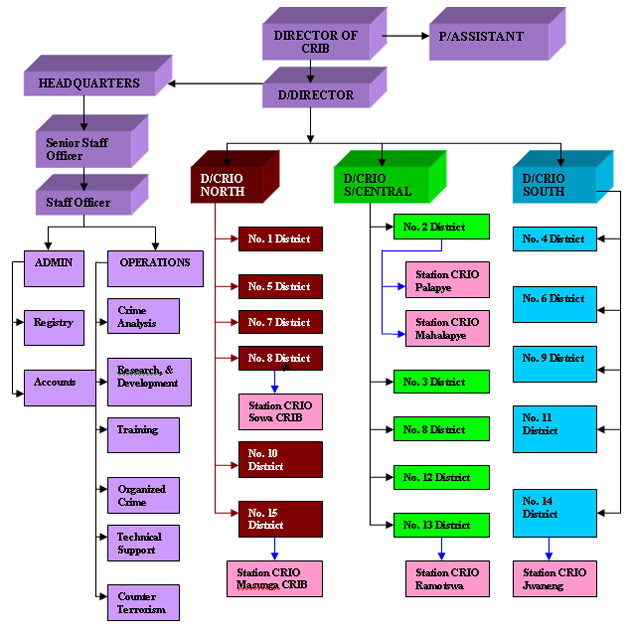 DIRECTOR OF
CRIB
P/ASSISTANT
HEADQUARTERS
D/DIRECTOR
Senior Staff
Officer
Staff Officer
ADMIN
OPERATIONS
Registry
Accounts
Crime
Analysis
Research, &
Development
Training
Organized
Crime
Technical
Support
Counter
Terrorism
D/CRIO
NORTH
No. 1 District
No. 5 District
No. 7 District
No. 8 District
Station CRIO
Sowa CRIB
No. 10
District
No. 15
District
Station CRIO
Masunga CRIB
D/CRIO
S/CENTRAL
No. 2 District
Station CRIO
Palapye
Station CRIO
Mahalapye
No. 3 District
No. 8 District
No. 12 District
No. 13 District
Station CRIO
Ramotswa
D/CRIO
SOUTH
No. 4 District
No. 6 District
No. 9 District
No. 11
District
No. 14
District
Station CRIO
Jwaneng